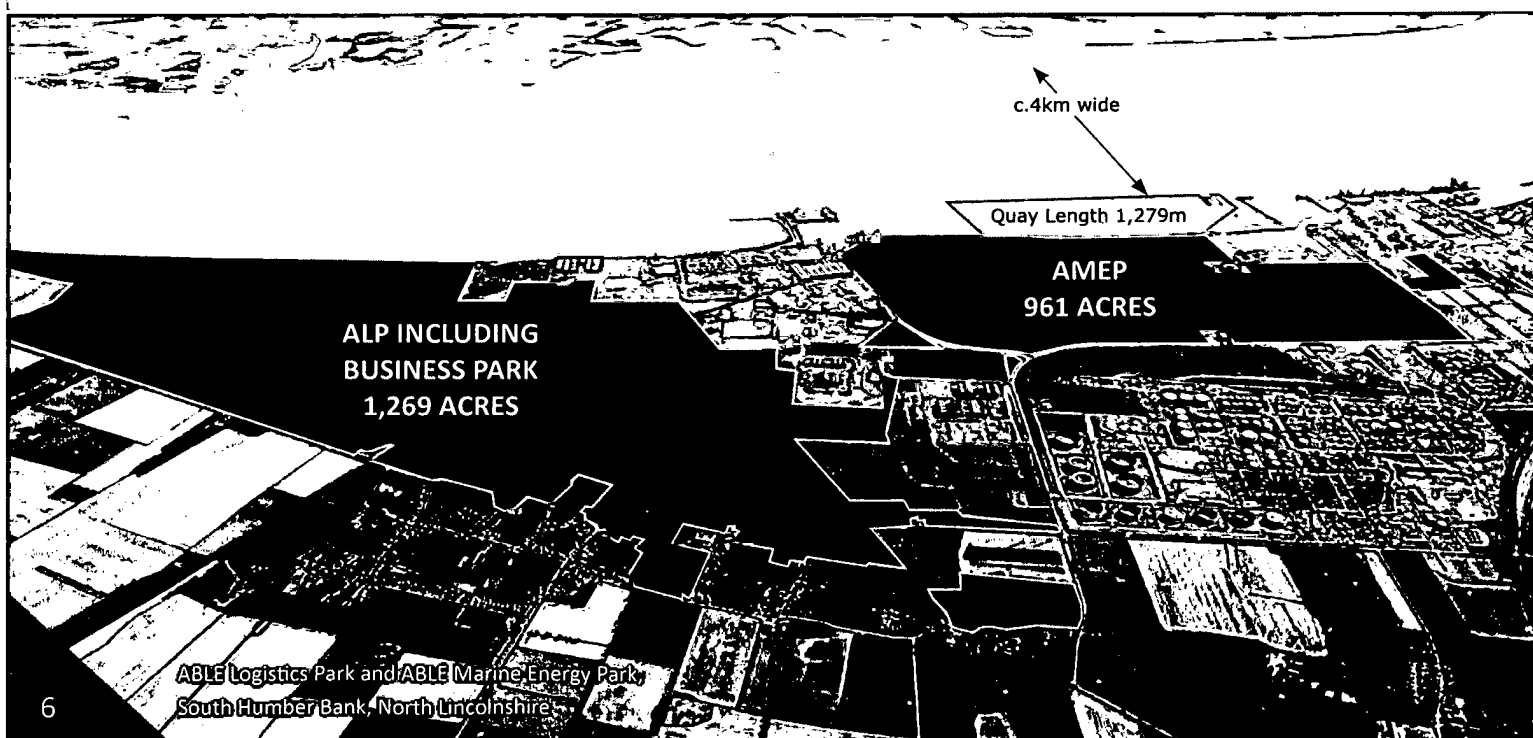 c.4km wide
Quay Length 1,279m
AMEP
961 ACRES
ALP INCLUDING
BUSINESS PARK
1,269 ACRES
ABLE Logistics Park and ABLE Marine Energy Park,
South Humber Bank, North Lincolnshire
6